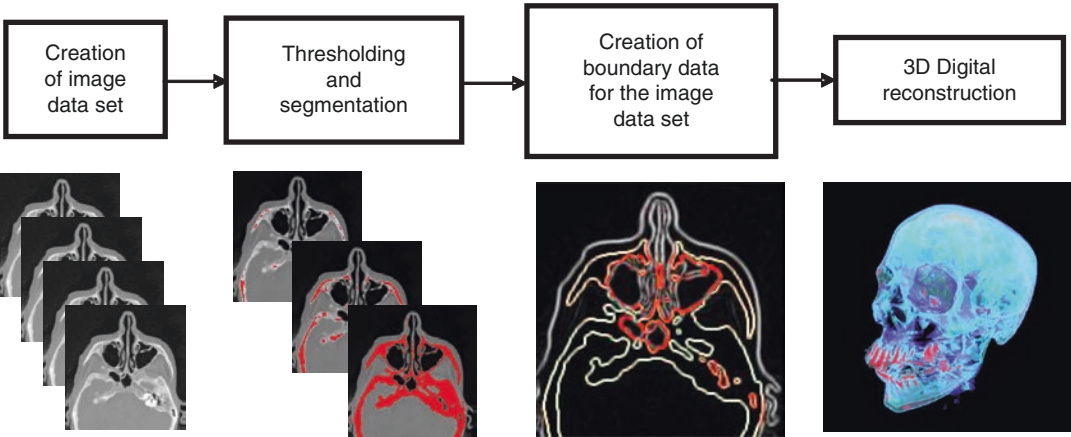 Creation
of image
data set
Thresholding
and
segmentation
Creation of
boundary data
for the image
data set
3D Digital
reconstruction